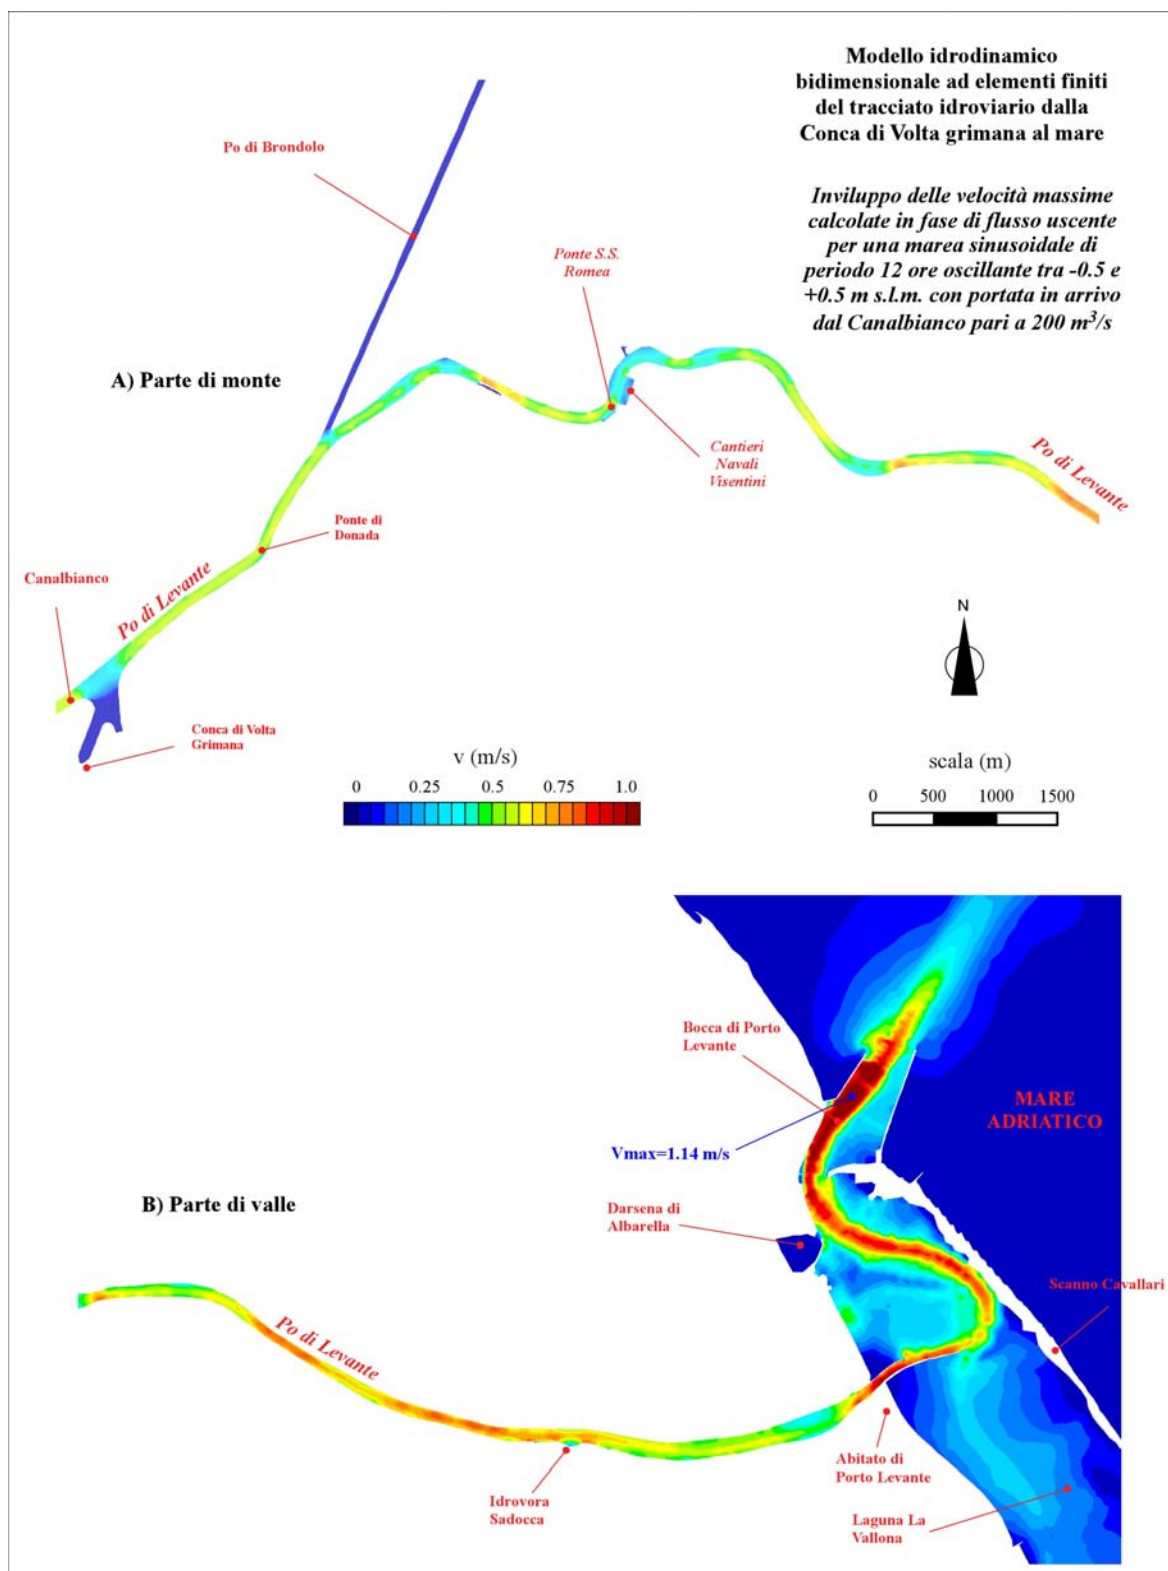 Modello idrodinamico
bidimensionale ad elementi finiti
del tracciato idroviario dalla
Conca di Volta grimana al mare
Inviluppo delle velocità massime
calcolate in fase di flusso uscente
per una marea sinusoidale di
periodo 12 ore oscillante tra -0.5 e
+0.5 m s.l.m. con portata in arrivo
dal Canalbianco pari a 200 m³/s
Po di Brondolo
Ponte S.S.
Romea
A) Parte di monte
Cantieri
Navali
Visentini
Po di Levante
Ponte di
Donada
Canalbianco
Po di Levante
N
Conca di Volta
Grimana
v (m/s)
0 0.25 0.5 0.75 1.0
scala (m)
0 500 1000 1500
Bocca di Porto
Levante
MARE
ADRIATICO
Vmax=1.14 m/s
B) Parte di valle
Darsena di
Albarella
Scanno Cavallari
Po di Levante
Abitato di
Porto Levante
Idrovora
Sadocca
Laguna La
Vallona